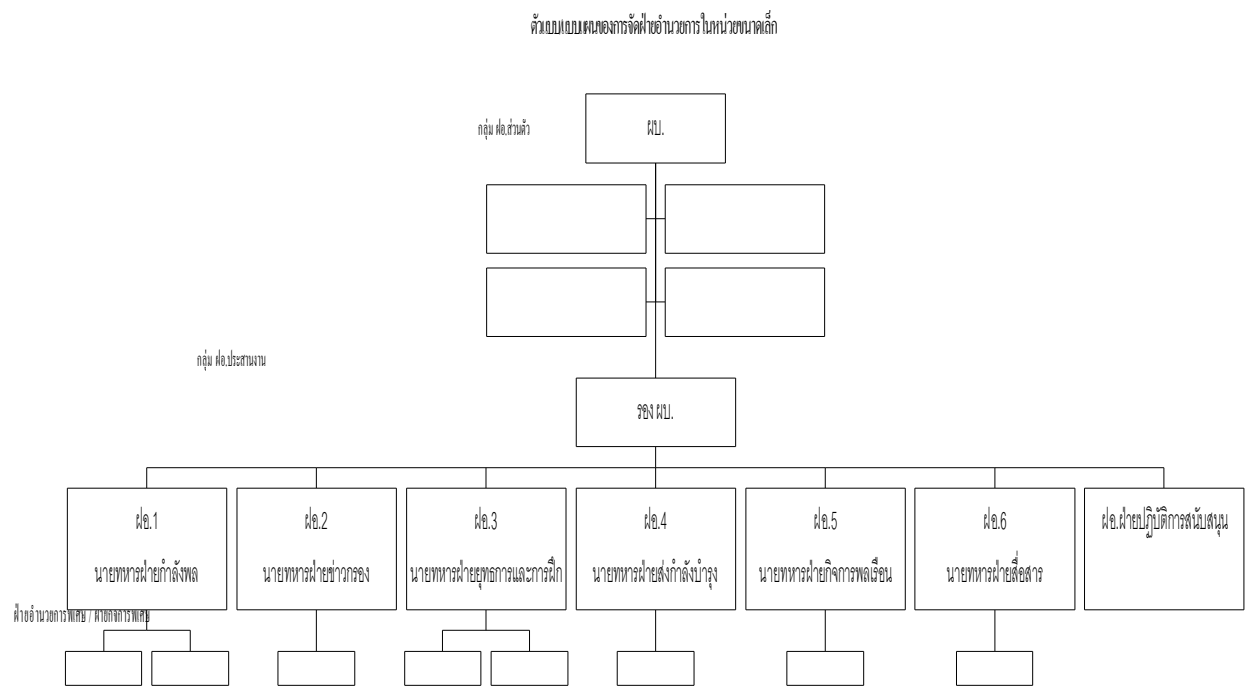 ตัวแบบแบบแผนของการจัดฝ่ายอำนวยการในหน่วยขนาดเล็ก
กลุ่ม ฝอ.ส่วนตัว
ผบ.
กลุ่ม ฝอ.ประสานงาน
รอง ผบ.
ฝอ.1
นายทหารฝ่ายกำลังพล
ฝอ.2
นายทหารฝ่ายข่าวกรอง
ฝอ.3
นายทหารฝ่ายยุทธการและการฝึก
ฝอ.4
นายทหารฝ่ายส่งกำลังบำรุง
ฝอ.5
นายทหารฝ่ายกิจการพลเรือน
ฝอ.6
นายทหารฝ่ายสื่อสาร
ฝอ.ฝ่ายปฏิบัติการสนับสนุน
ฝ่ายอำนวยการพิเศษ / ฝ่ายกิจการพิเศษ